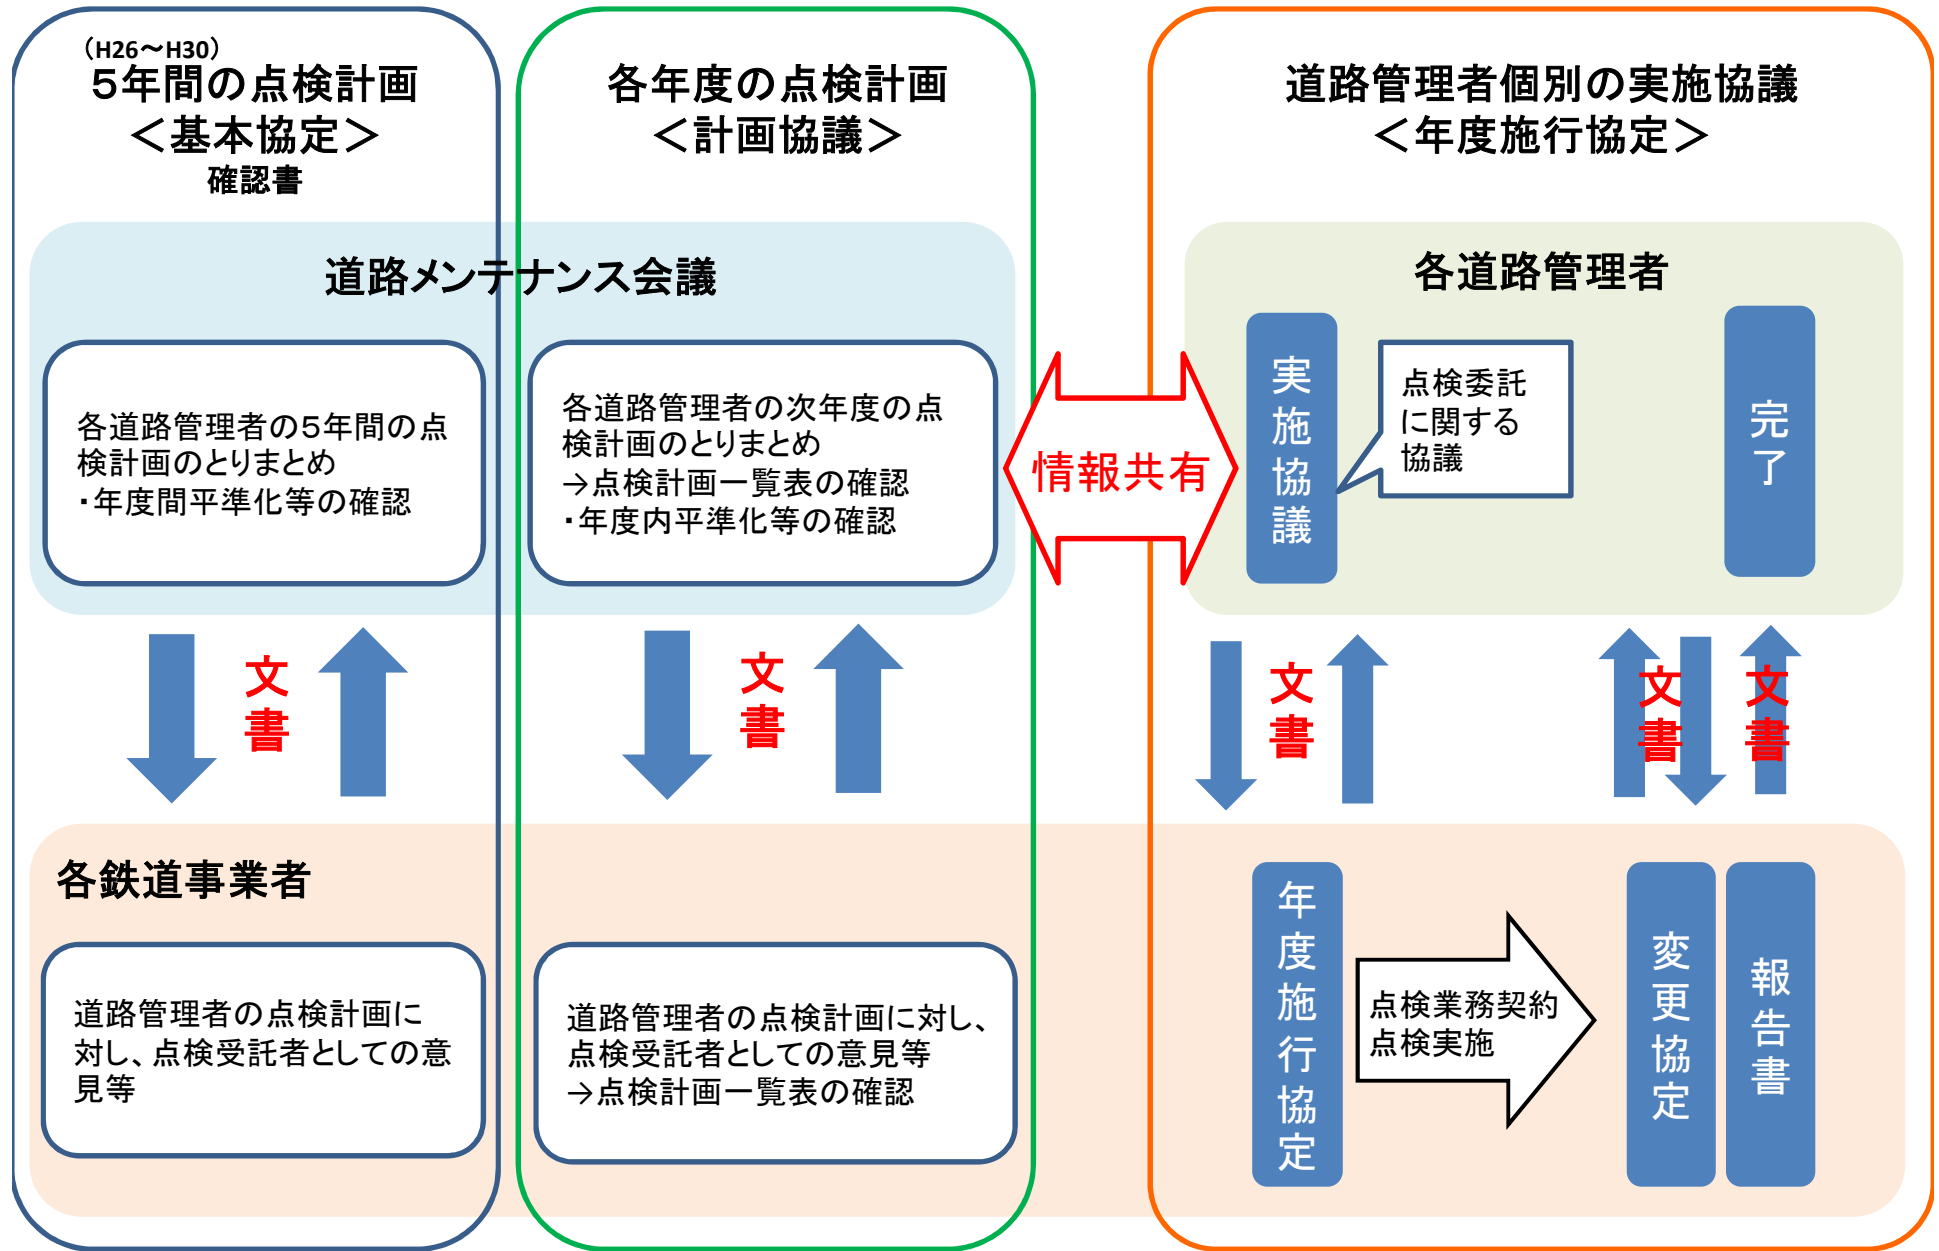 （H26～H30）
５年間の点検計画
＜基本協定＞
確認書
各年度の点検計画
＜計画協議＞
道路管理者個別の実施協議
＜年度施行協定＞
道路メンテナンス会議
各道路管理者の５年間の点
検計画のとりまとめ
・年度間平準化等の確認
各道路管理者の次年度の点
検計画のとりまとめ
→点検計画一覧表の確認
・年度内平準化等の確認
情報共有
各道路管理者
実施協議
点検委託
に関する
協議
完了
文書
文書
文書
文書
文書
各鉄道事業者
道路管理者の点検計画に
対し、点検受託者としての意
見等
道路管理者の点検計画に対し、
点検受託者としての意見等
→点検計画一覧表の確認
年度施行協定
点検業務契約
点検実施
変更協定
報告書